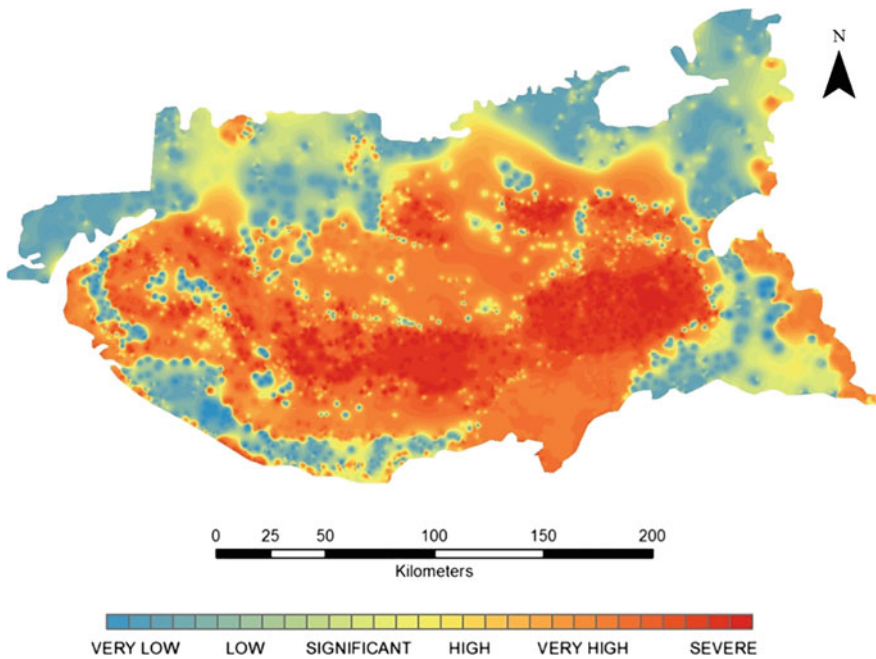 N
0 25 50 100 150 200
Kilometers
VERY LOW LOW SIGNIFICANT HIGH VERY HIGH SEVERE